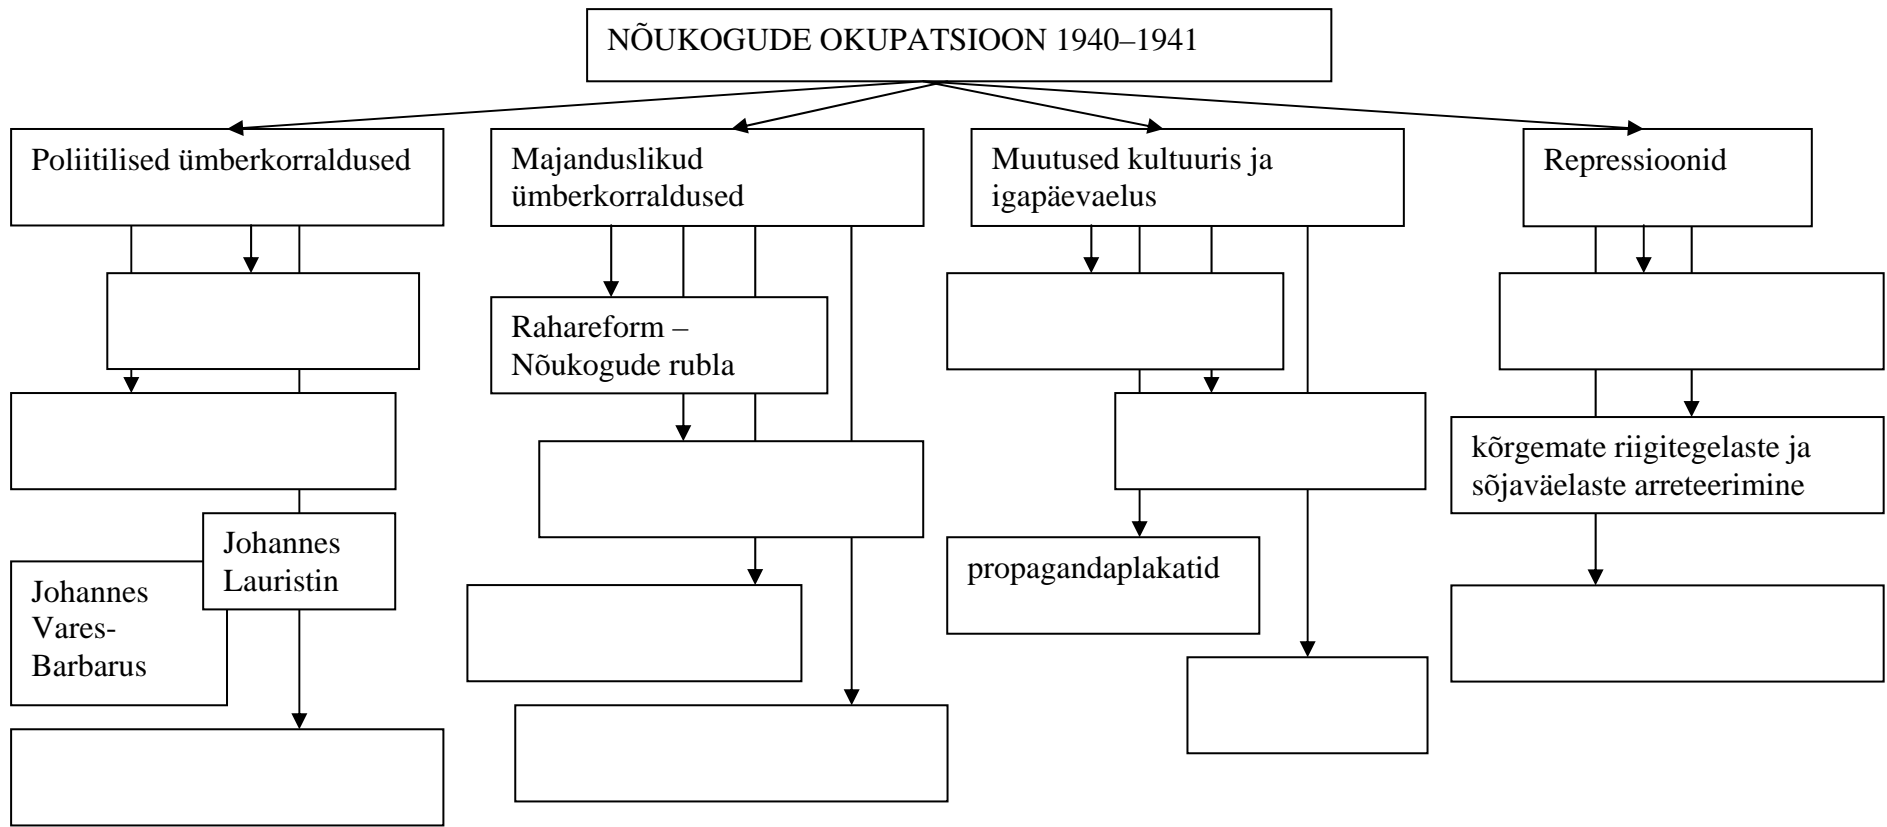 NÕUKOGUDE OKUPATSIOON 1940–1941
Poliitilised ümberkorraldused
Majanduslikud
ümberkorraldused
Muutused kultuuris ja
igapäevaelus
Repressioonid
Rahareform –
Nõukogude rubla
kõrgemate riigitegelaste ja
sõjaväelaste arreteerimine
Johannes
Lauristin
Johannes
Vares-
Barbarus
propagandaplakatid